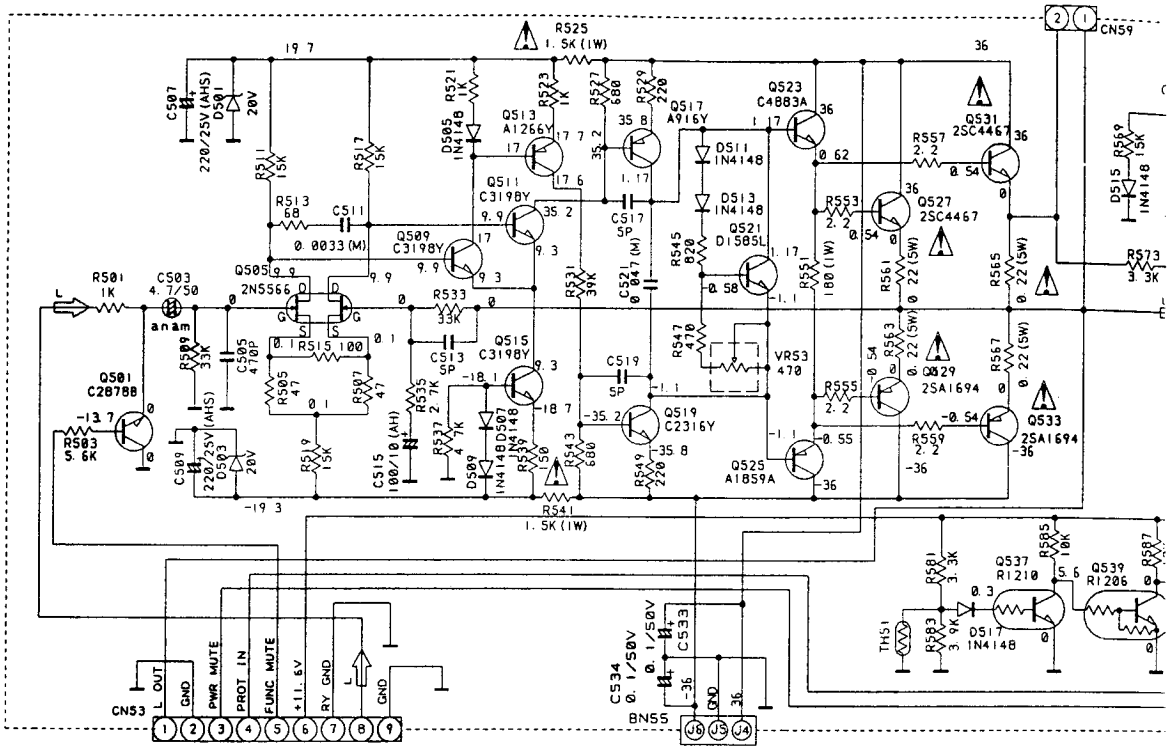 2
1
CN59
R525
1. 5K (1W)
19 7
36
C507
220/25V (AHS)
D501
20V
R511
15K
R517
15K
R521
1K
R523
1K
D505
1N4148
Q513
A1266Y
17 7
17
17 6
R527
680
R529
220
35 8
35. 2
1. 17
Q517
A916Y
Q523
C4883A
1. 17
36
0 62
D511
1N4148
D513
1N4148
Q521
D1585L
1. 17
-0. 58
-1. 1
R545
820
R547
470
VR53
470
R557
2. 2
Q531
2SC4467
36
0. 54
0
R553
2. 2
0. 54
Q527
2SC4467
36
0
R569
15K
D515
1N4148
R573
3. 3K
R513
68
C511
0. 0033 (M)
Q511
C3198Y
9. 9
35. 2
9. 3
Q509
C3198Y
9. 9
17
9. 3
C517
5P
C521
0 047 (M)
R531
39K
R551
180 (1W)
R561
0. 22 (5W)
R565
0. 22 (5W)
R563
0. 22 (5W)
R567
0. 22 (5W)
L
R501
1K
C503
4. 7/50
anam
Q505
2N5566
9. 9
9. 9
D
D
G
G
S
S
0
0
0. 1
0. 1
R509
33K
C505
470P
R515 100
R505
47
R507
47
0 1
R533
33K
C513
5P
Q515
C3198Y
9. 3
-18. 1
-18 7
R535
2. 7K
R537
4. 7K
C515
100/10 (AH)
D507
1N4148
D509
1N4148
R539
150
R541
1. 5K (1W)
C519
5P
-1. 1
-35. 2
Q519
C2316Y
-35. 8
R543
680
R549
220
Q501
C2878B
-13. 7
0
0
R503
5. 6K
C509
220/25V (AHS)
D503
20V
R519
15K
-19. 3
Q525
A1859A
-1. 1
-0. 55
-36
R555
2. 2
-0. 54
0
Q529
2SA1694
-36
R559
2. 2
-0. 54
0
Q533
2SA1694
-36
R581
3. 3K
R583
3. 9K
TH51
0. 3
D517
1N4148
Q537
R1210
0
R585
10K
5. 6
Q539
R1206
0
0
R587
C534
0. 1/50V
C533
0. 1/50V
-36
GND
36
BN55
J6
J5
J4
CN53
L OUT
GND
PWR MUTE
PROT IN
FUNC MUTE
+11. 6V
RY GND
L
GND
1
2
3
4
5
6
7
8
9